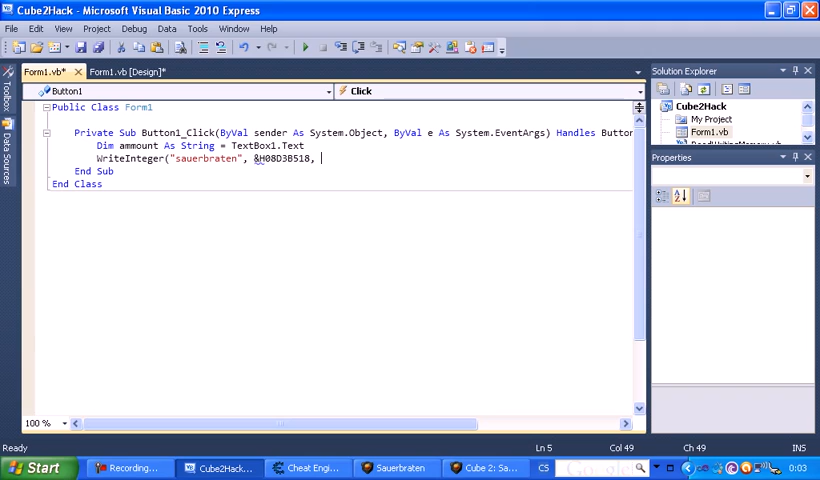 Cube2Hack - Microsoft Visual Basic 2010 Express
File Edit View Project Debug Data Tools Window Help
Form1.vb* Form1.vb [Design]*
Button1 Click
Toolbox
Data Sources
Public Class Form1
Private Sub Button1_Click(ByVal sender As System.Object, ByVal e As System.EventArgs) Handles Button
Dim ammount As String = TextBox1.Text
WriteInteger("sauerbraten", &H08D3B518,
End Sub
End Class
Solution Explorer
Cube2Hack
My Project
Form1.vb
Properties
100 %
Ready Ln 5 Col 49 Ch 49 INS
Start Recording... Cube2Hack... Cheat Engi... Sauerbraten Cube 2: Sa... CS Google 0:03